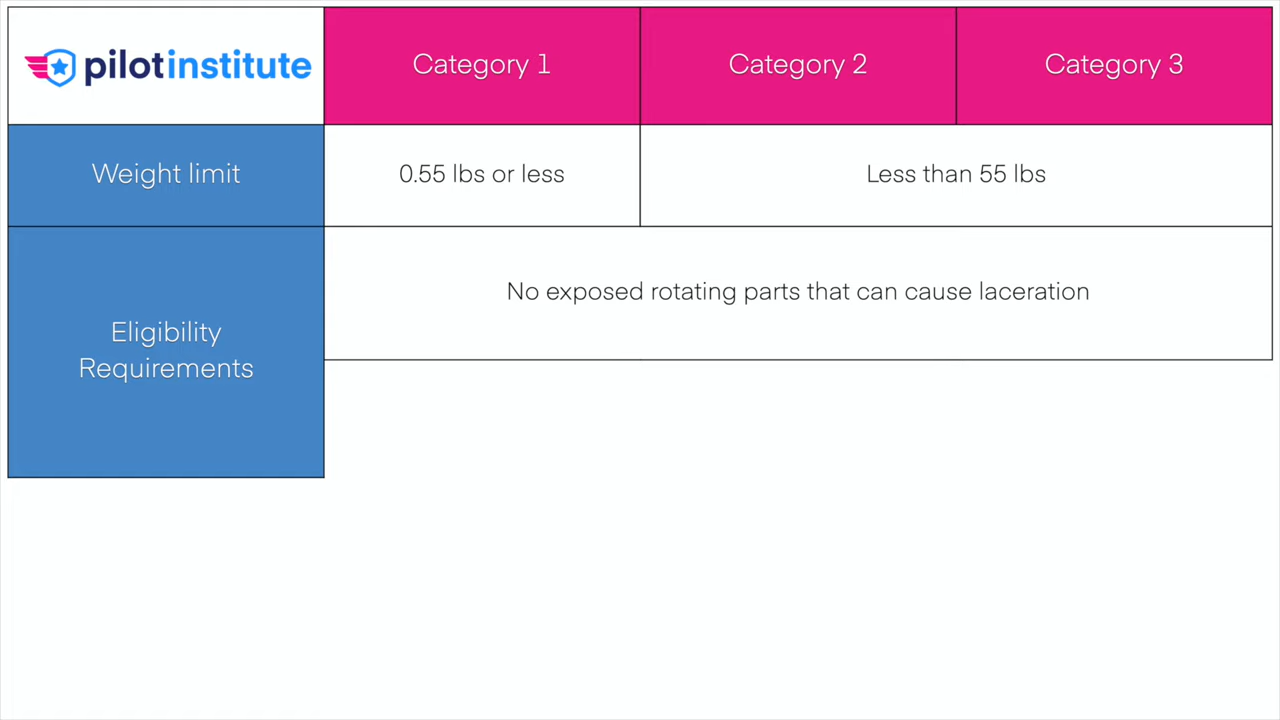 pilotinstitute
Category 1
Category 2
Category 3
Weight limit
0.55 lbs or less
Less than 55 lbs
Eligibility
Requirements
No exposed rotating parts that can cause laceration